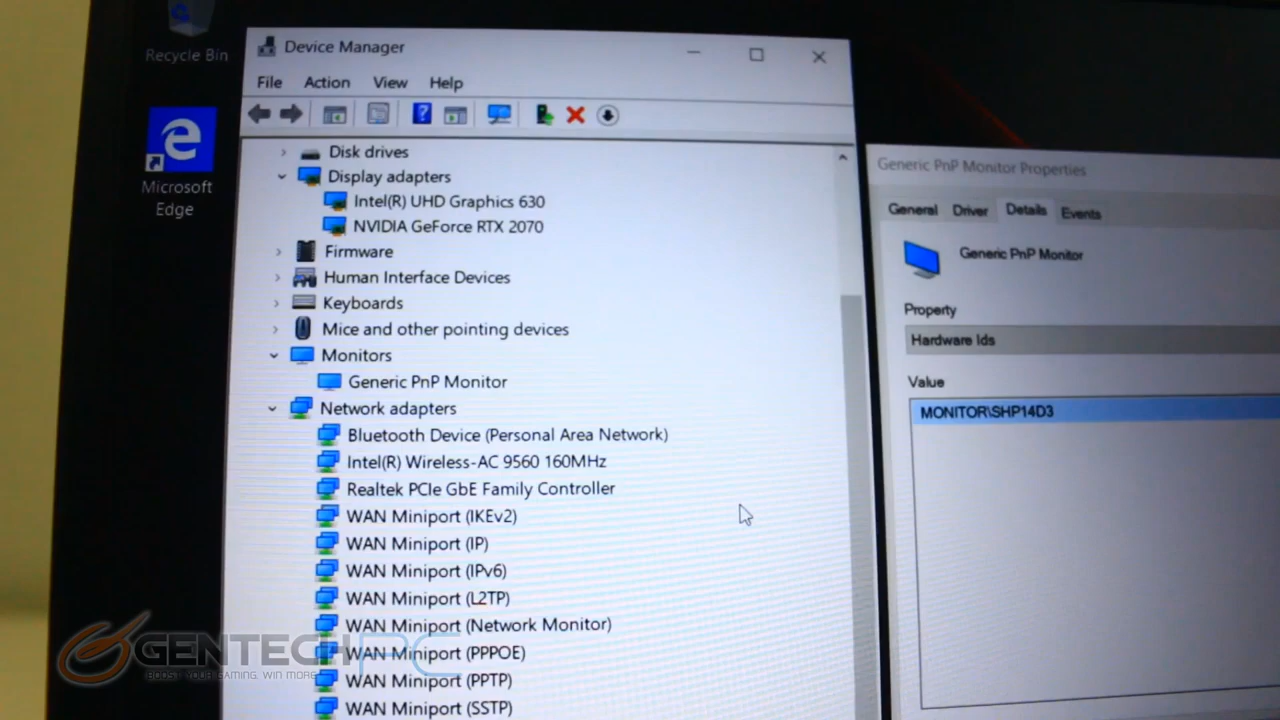 Recycle Bin
Microsoft
Edge
Device Manager
File Action View Help
Disk drives
Display adapters
Intel(R) UHD Graphics 630
NVIDIA GeForce RTX 2070
Firmware
Human Interface Devices
Keyboards
Mice and other pointing devices
Monitors
Generic PnP Monitor
Network adapters
Bluetooth Device (Personal Area Network)
Intel(R) Wireless-AC 9560 160MHz
Realtek PCIe GbE Family Controller
WAN Miniport (IKEv2)
WAN Miniport (IP)
WAN Miniport (IPv6)
WAN Miniport (L2TP)
WAN Miniport (Network Monitor)
WAN Miniport (PPPOE)
WAN Miniport (PPTP)
WAN Miniport (SSTP)
Generic PnP Monitor Properties
General Driver Details Events
Generic PnP Monitor
Property
Hardware Ids
Value
MONITOR\SHP14D3
GENTECH PC
BOOST YOUR GAMING. WIN MORE